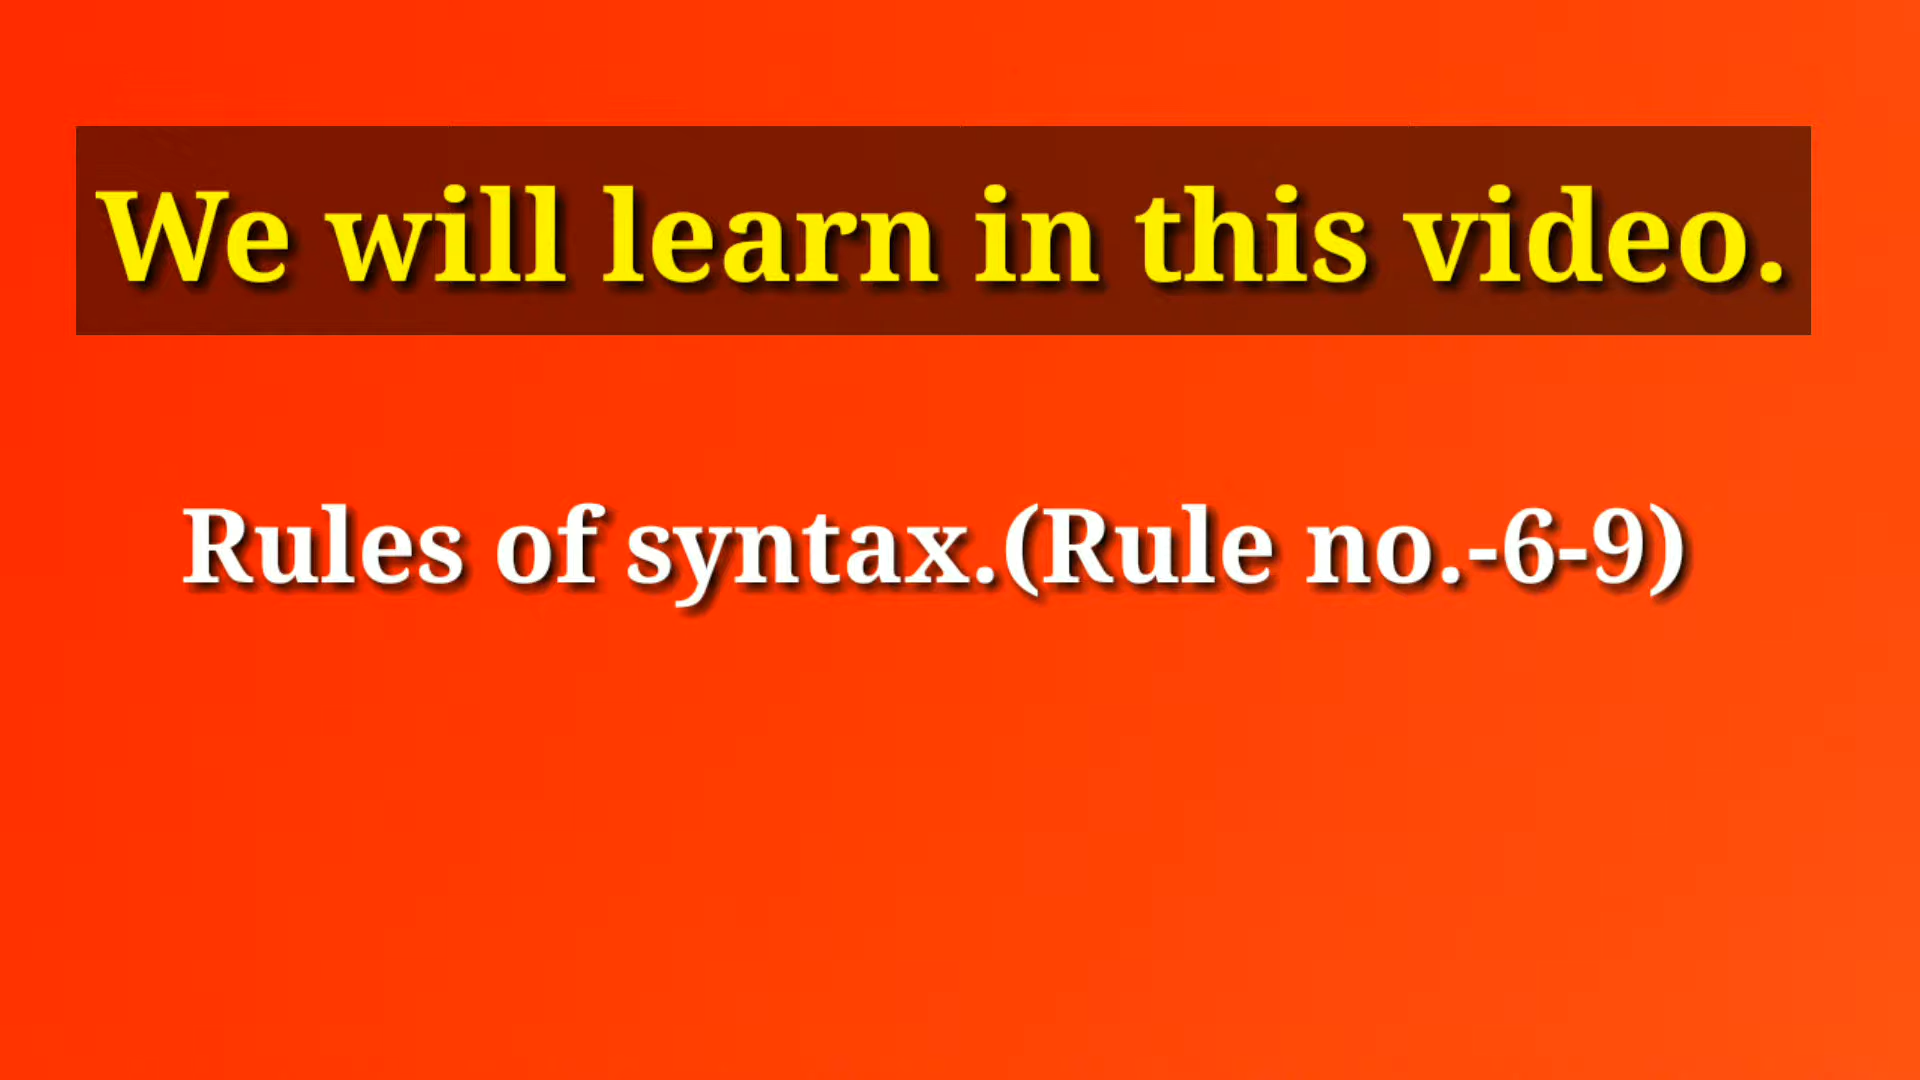 We will learn in this video.
Rules of syntax.(Rule no.-6-9)